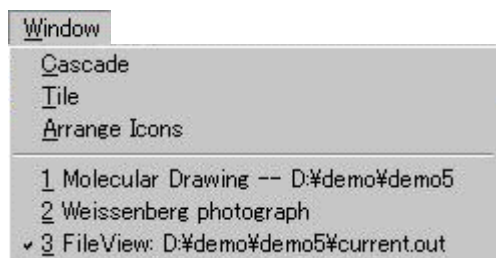 Window
Cascade
Tile
Arrange Icons
1 Molecular Drawing -- D:¥demo¥demo5
2 Weissenberg photograph
✓ 3 FileView: D:¥demo¥demo5¥current.out